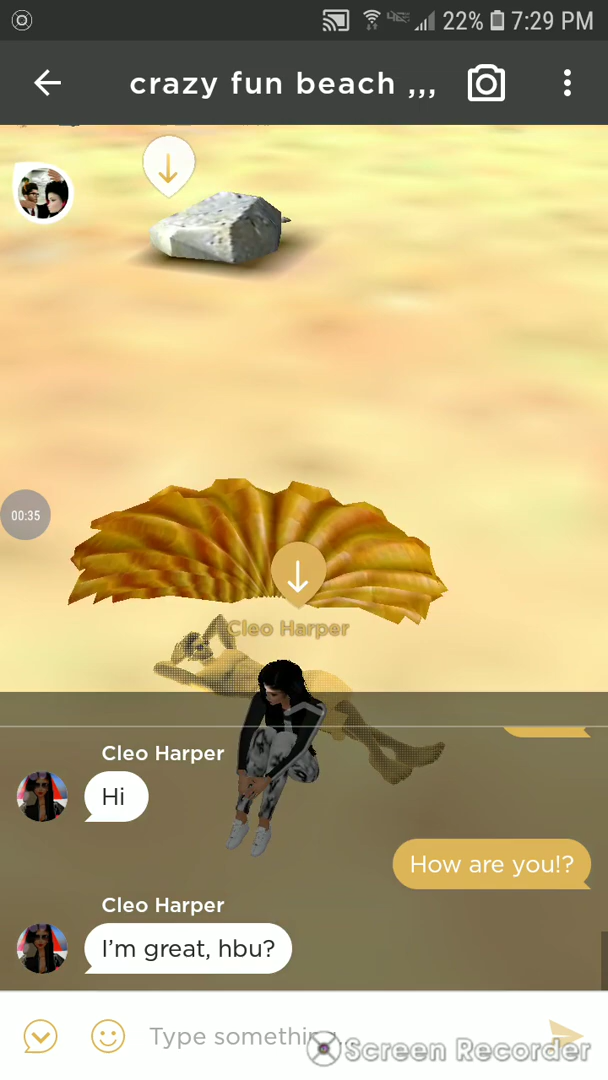 22% 7:29 PM
crazy fun beach ,,,
00:35
Cleo Harper
Cleo Harper
Hi
How are you!?
Cleo Harper
I'm great, hbu?
Type something...
Screen Recorder